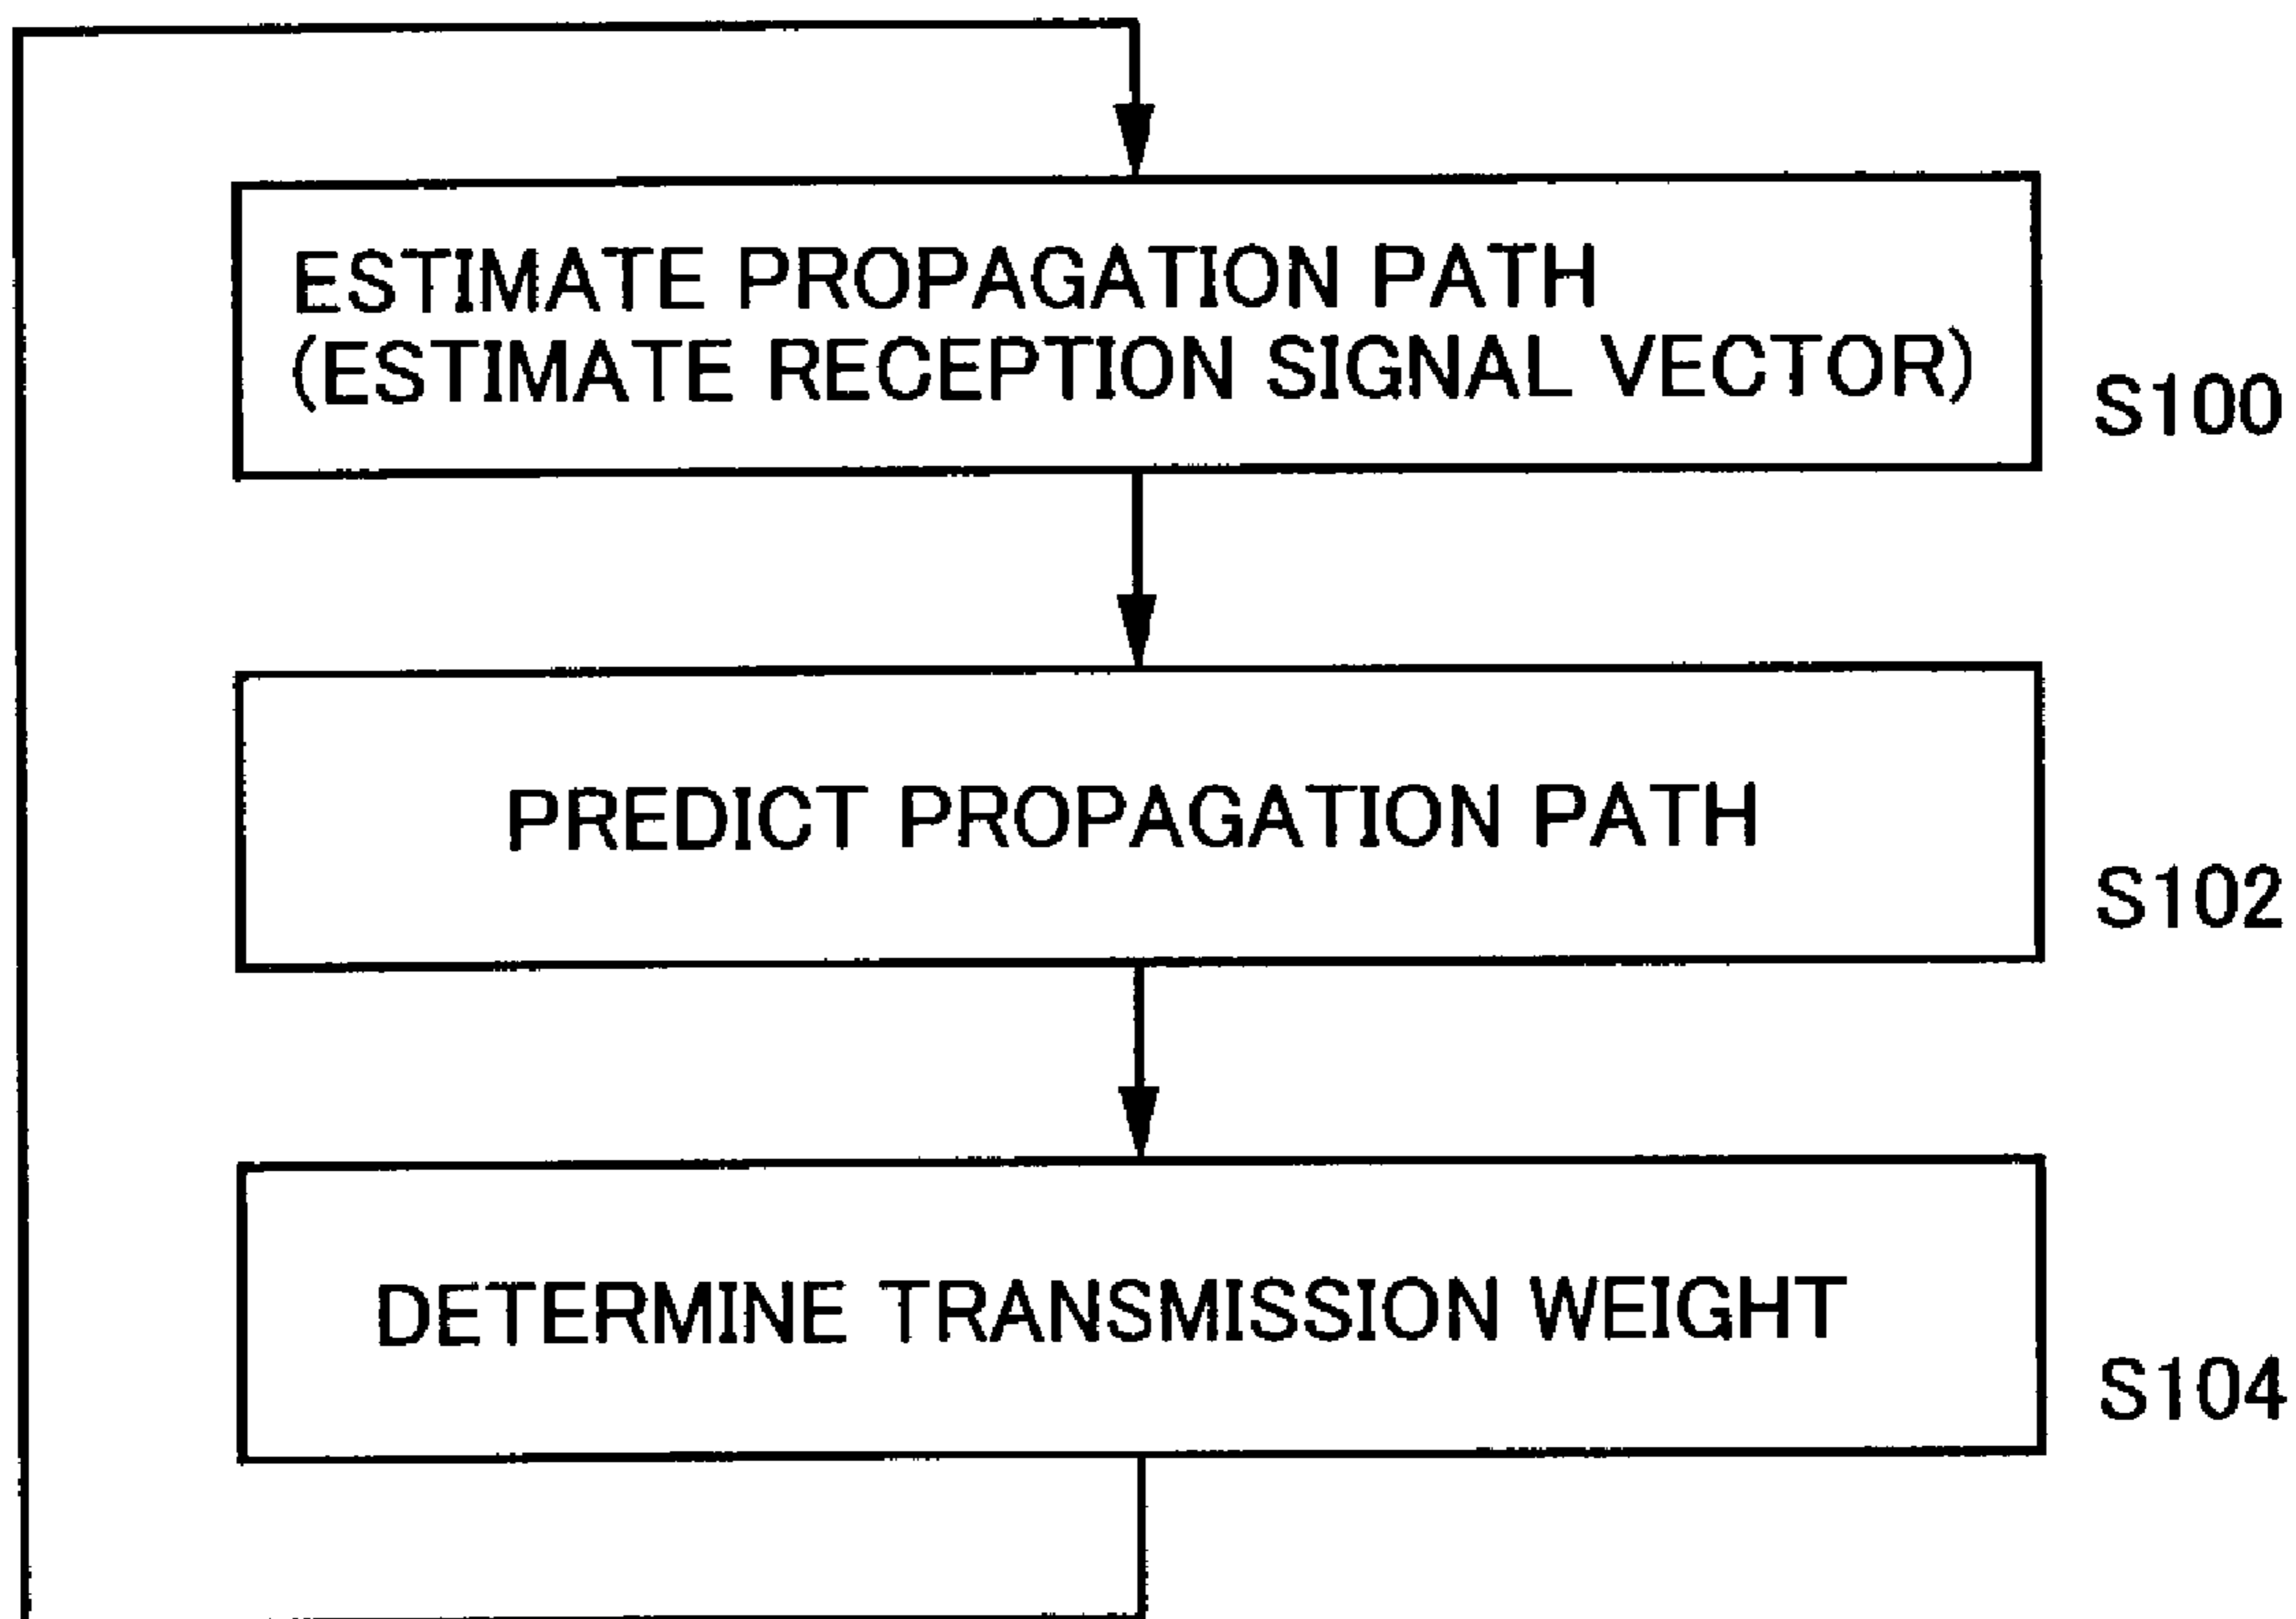 ESTIMATE PROPAGATION PATH
(ESTIMATE RECEPTION SIGNAL VECTOR)
S100
PREDICT PROPAGATION PATH
S102
DETERMINE TRANSMISSION WEIGHT
S104